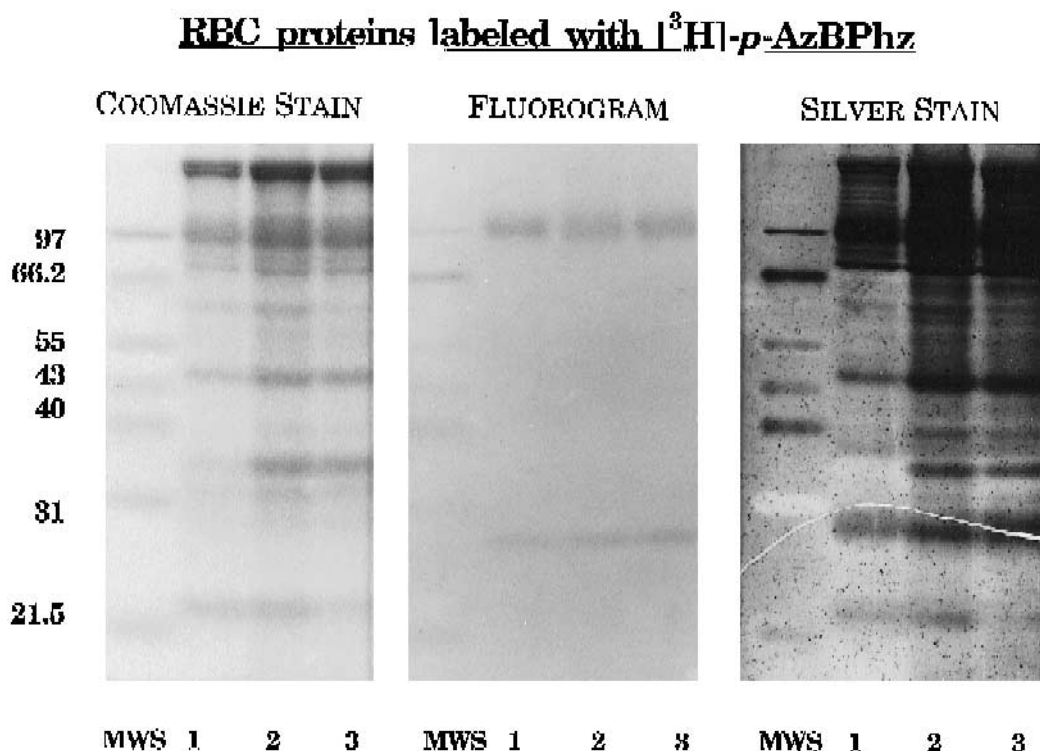 RBC proteins labeled with [³H]-p-AzBPhz
COOMASSIE STAIN
FLUOROGRAM
SILVER STAIN
97
66.2
55
43
40
31
21.5
MWS 1 2 3
MWS 1 2 3
MWS 1 2 3